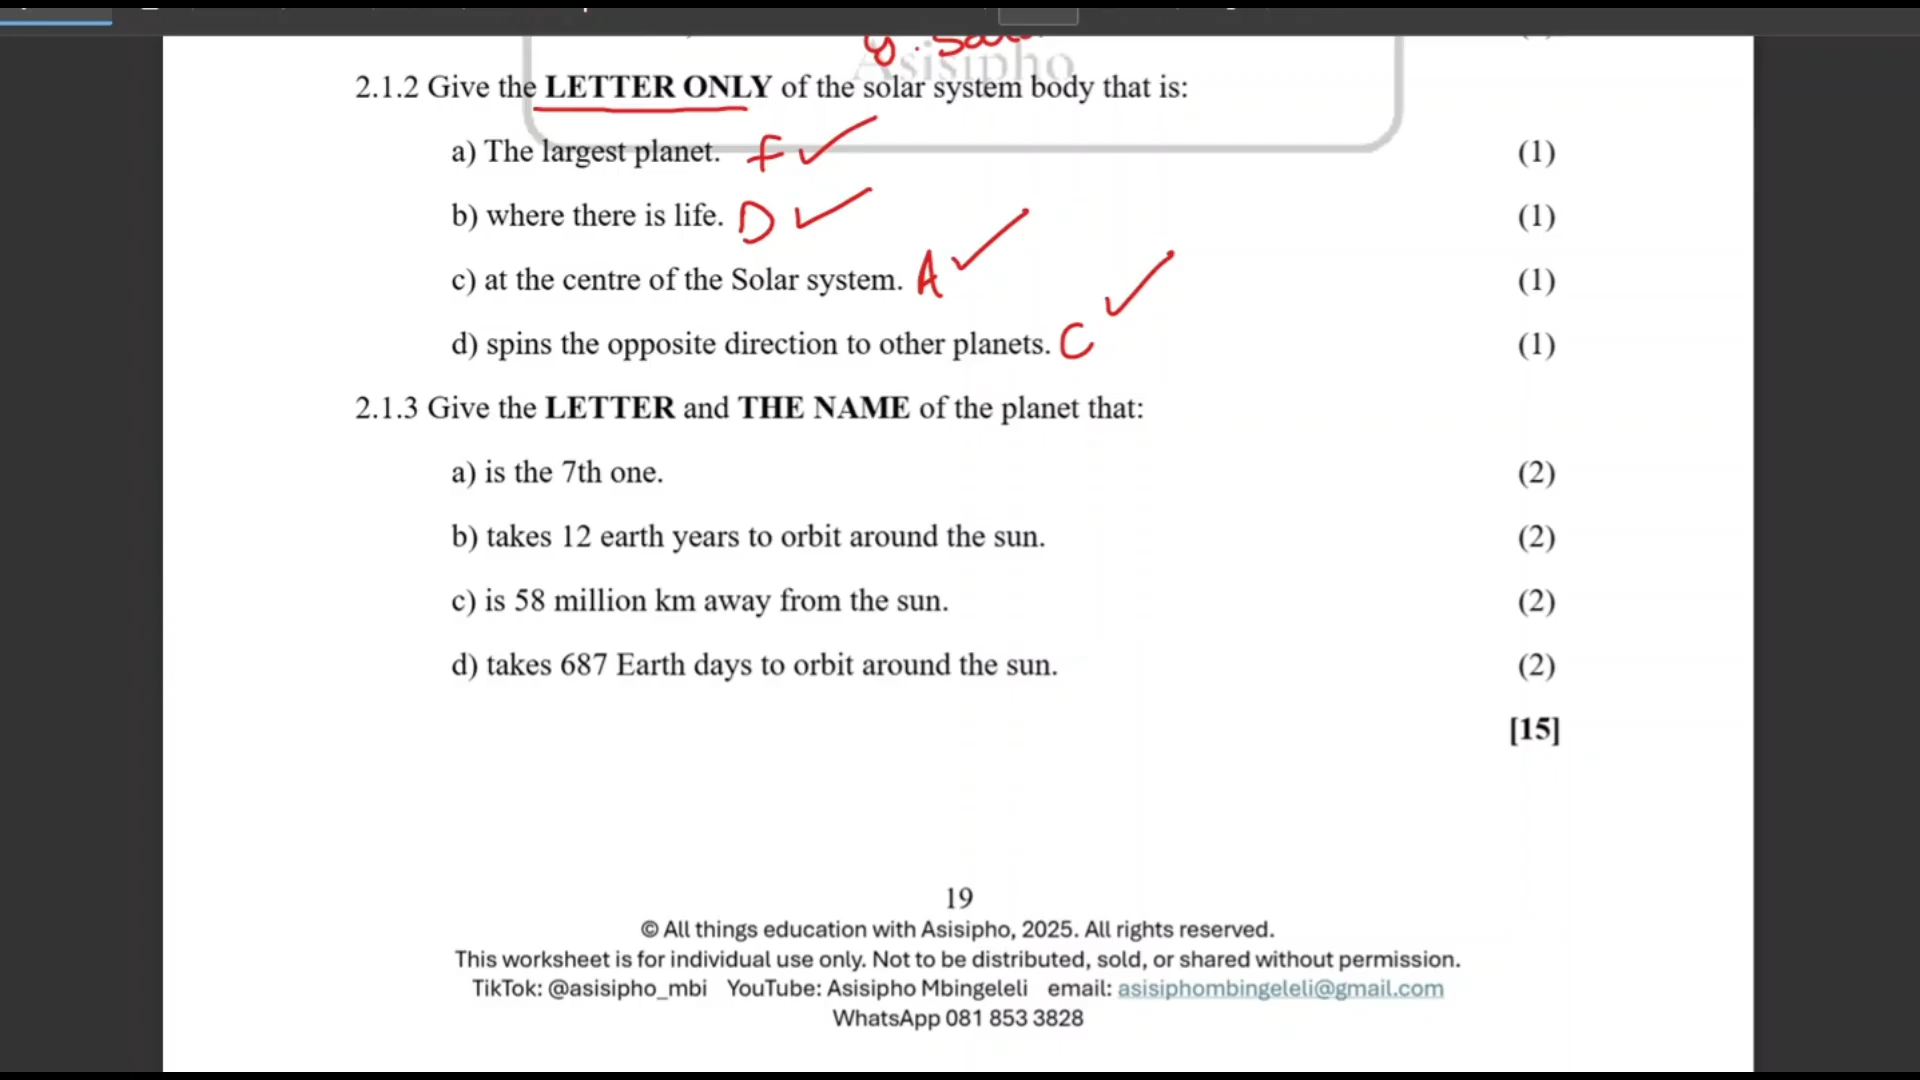 Asisipho
2.1.2 Give the LETTER ONLY of the solar system body that is:
a) The largest planet. F ✓ (1)
b) where there is life. D ✓ (1)
c) at the centre of the Solar system. A ✓ (1)
d) spins the opposite direction to other planets. C ✓ (1)
2.1.3 Give the LETTER and THE NAME of the planet that:
a) is the 7th one. (2)
b) takes 12 earth years to orbit around the sun. (2)
c) is 58 million km away from the sun. (2)
d) takes 687 Earth days to orbit around the sun. (2)
[15]
19
© All things education with Asisipho, 2025. All rights reserved.
This worksheet is for individual use only. Not to be distributed, sold, or shared without permission.
TikTok: @asisipho_mbi YouTube: Asisipho Mbingeleli email: asisiphombingeleli@gmail.com
WhatsApp 081 853 3828